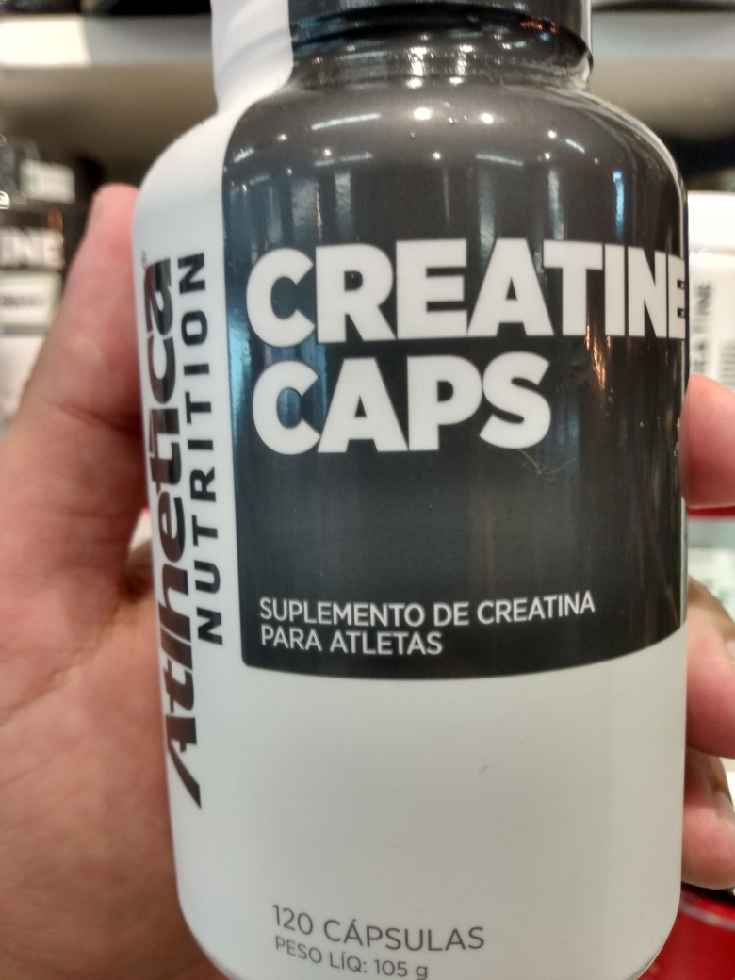 Atlhetica
NUTRITION
CREATINE
CAPS
SUPLEMENTO DE CREATINA
PARA ATLETAS
120 CÁPSULAS
PESO LÍQ: 105 g